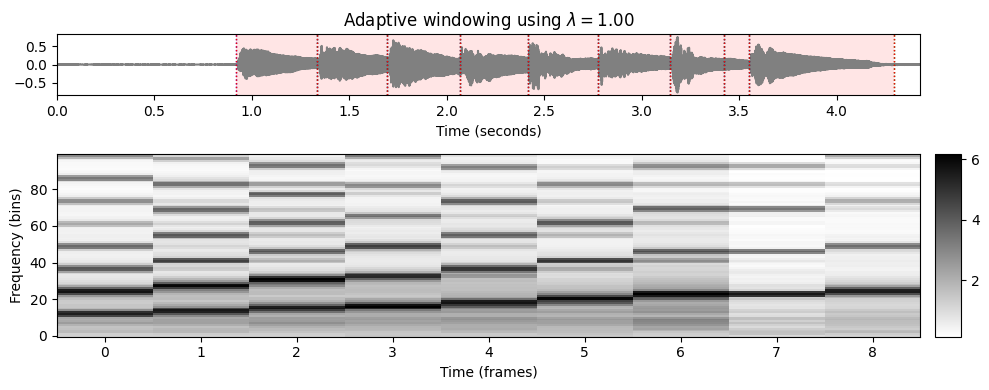 Adaptive windowing using λ = 1.00
0.5
0.0
−0.5
0.0 0.5 1.0 1.5 2.0 2.5 3.0 3.5 4.0
Time (seconds)
Frequency (bins)
80
60
40
20
0
0 1 2 3 4 5 6 7 8
Time (frames)
6
4
2